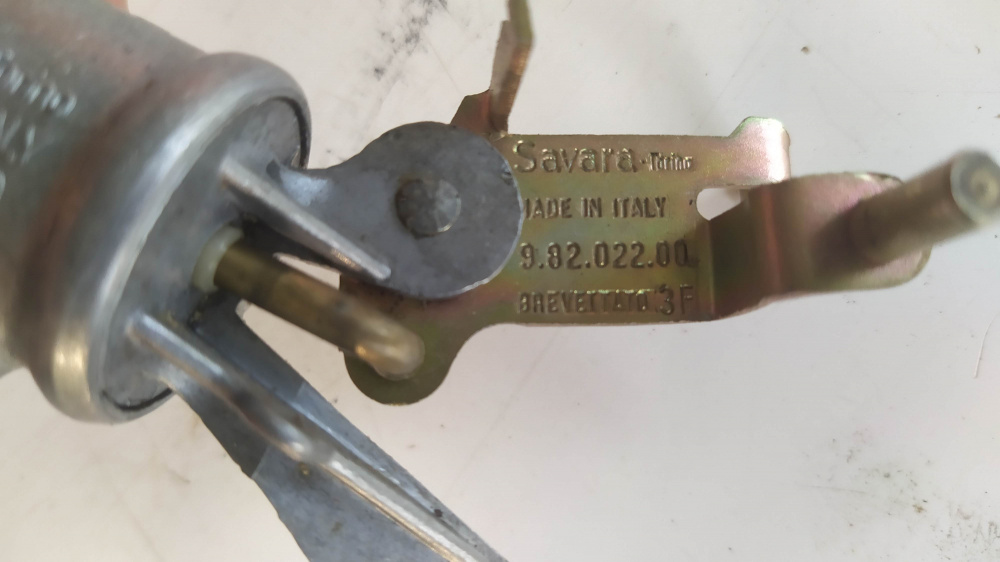 Savara - Torino
MADE IN ITALY
9.82.022.00
BREVETTATO 3F